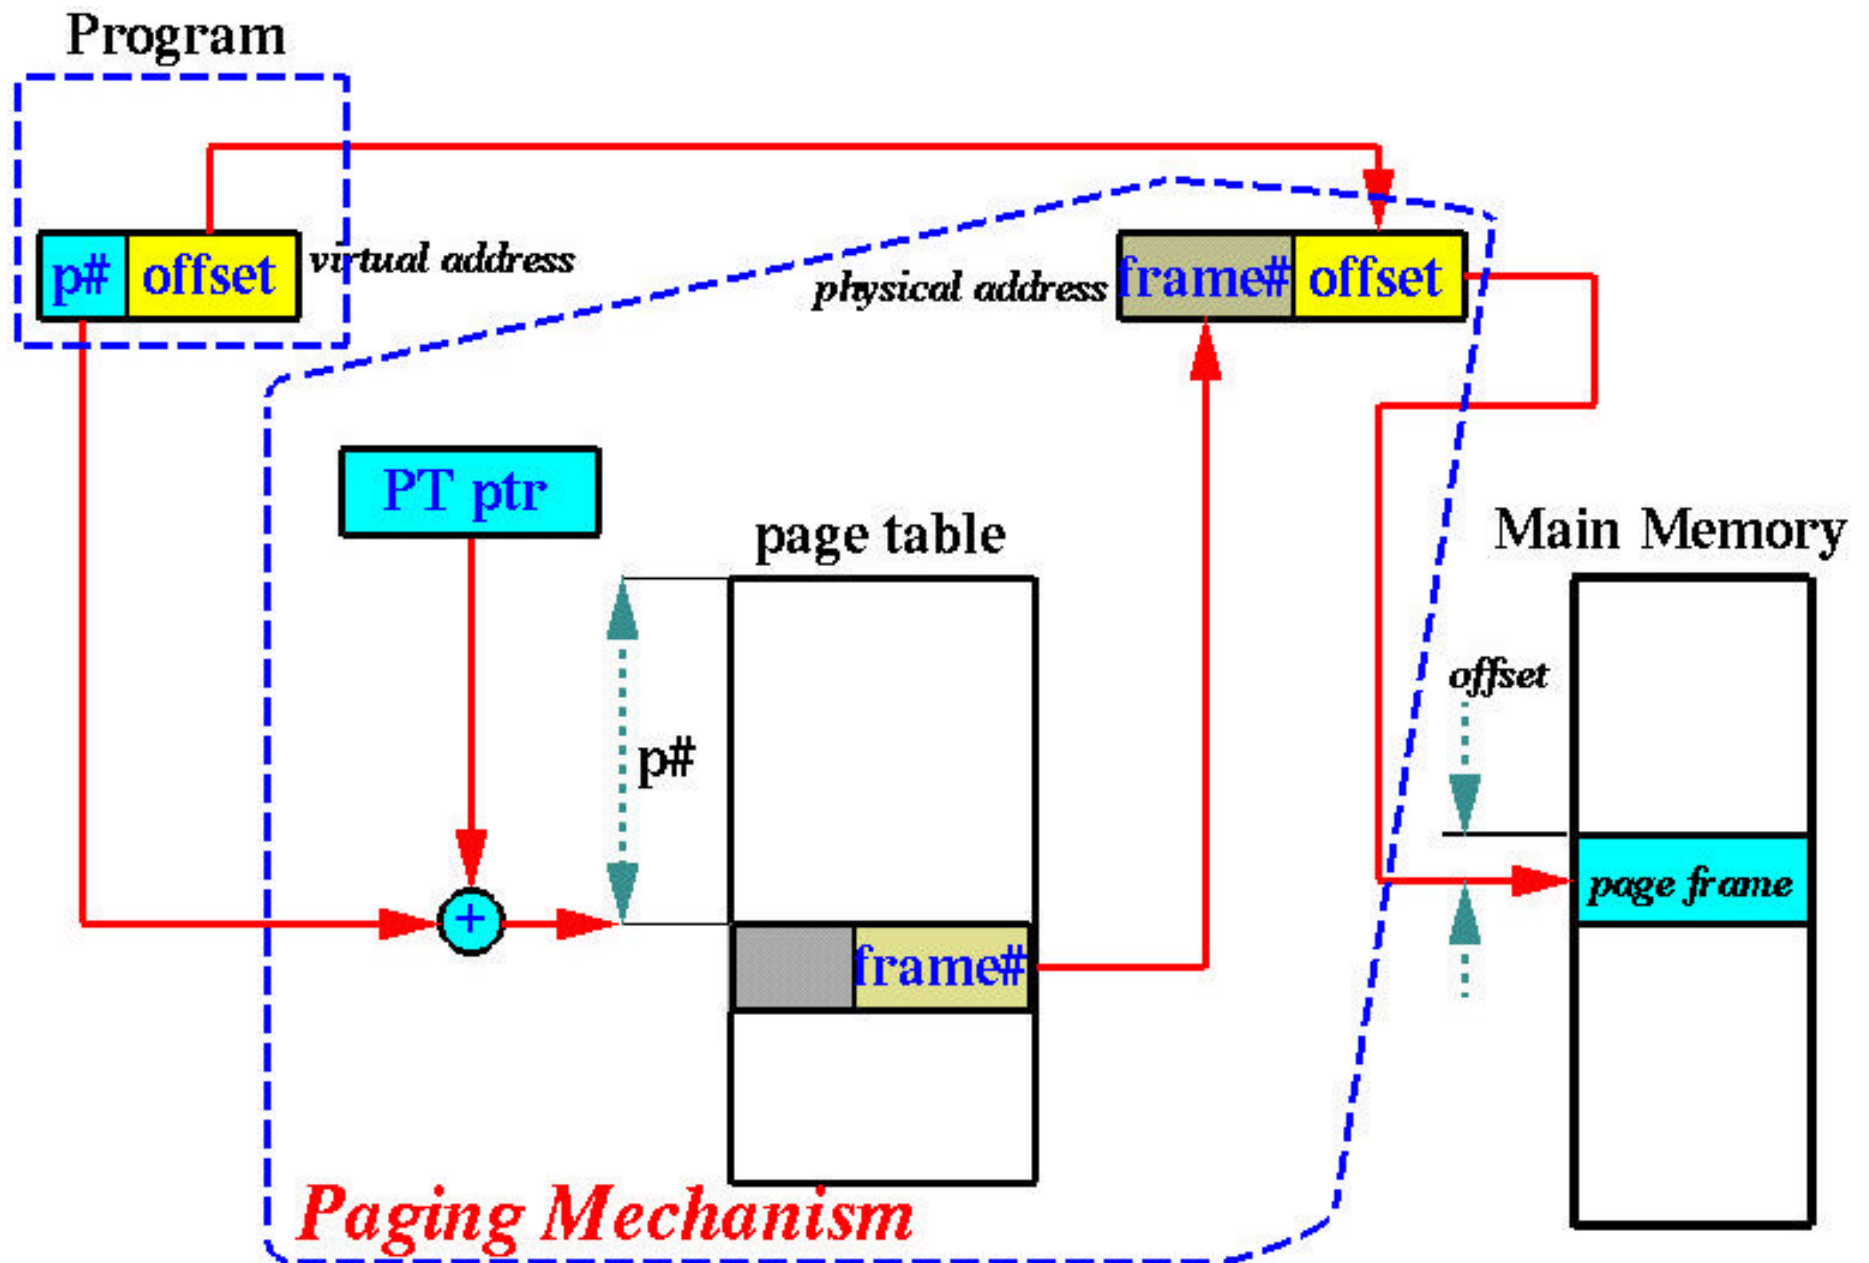 Program
p# offset virtual address
physical address frame# offset
PT ptr
page table
Main Memory
offset
p#
+
page frame
frame#
Paging Mechanism